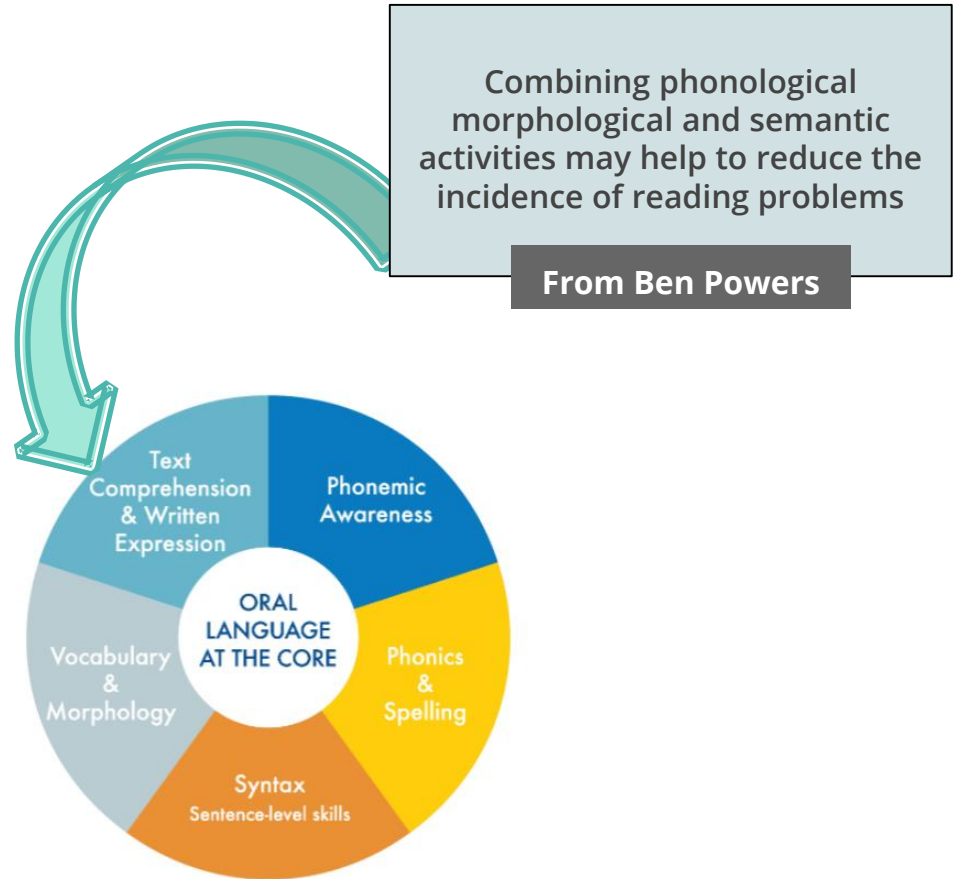 Combining phonological
morphological and semantic
activities may help to reduce the
incidence of reading problems
From Ben Powers
Text
Comprehension
& Written
Expression
Phonemic
Awareness
ORAL
LANGUAGE
AT THE CORE
Vocabulary
&
Morphology
Phonics
&
Spelling
Syntax
Sentence-level skills